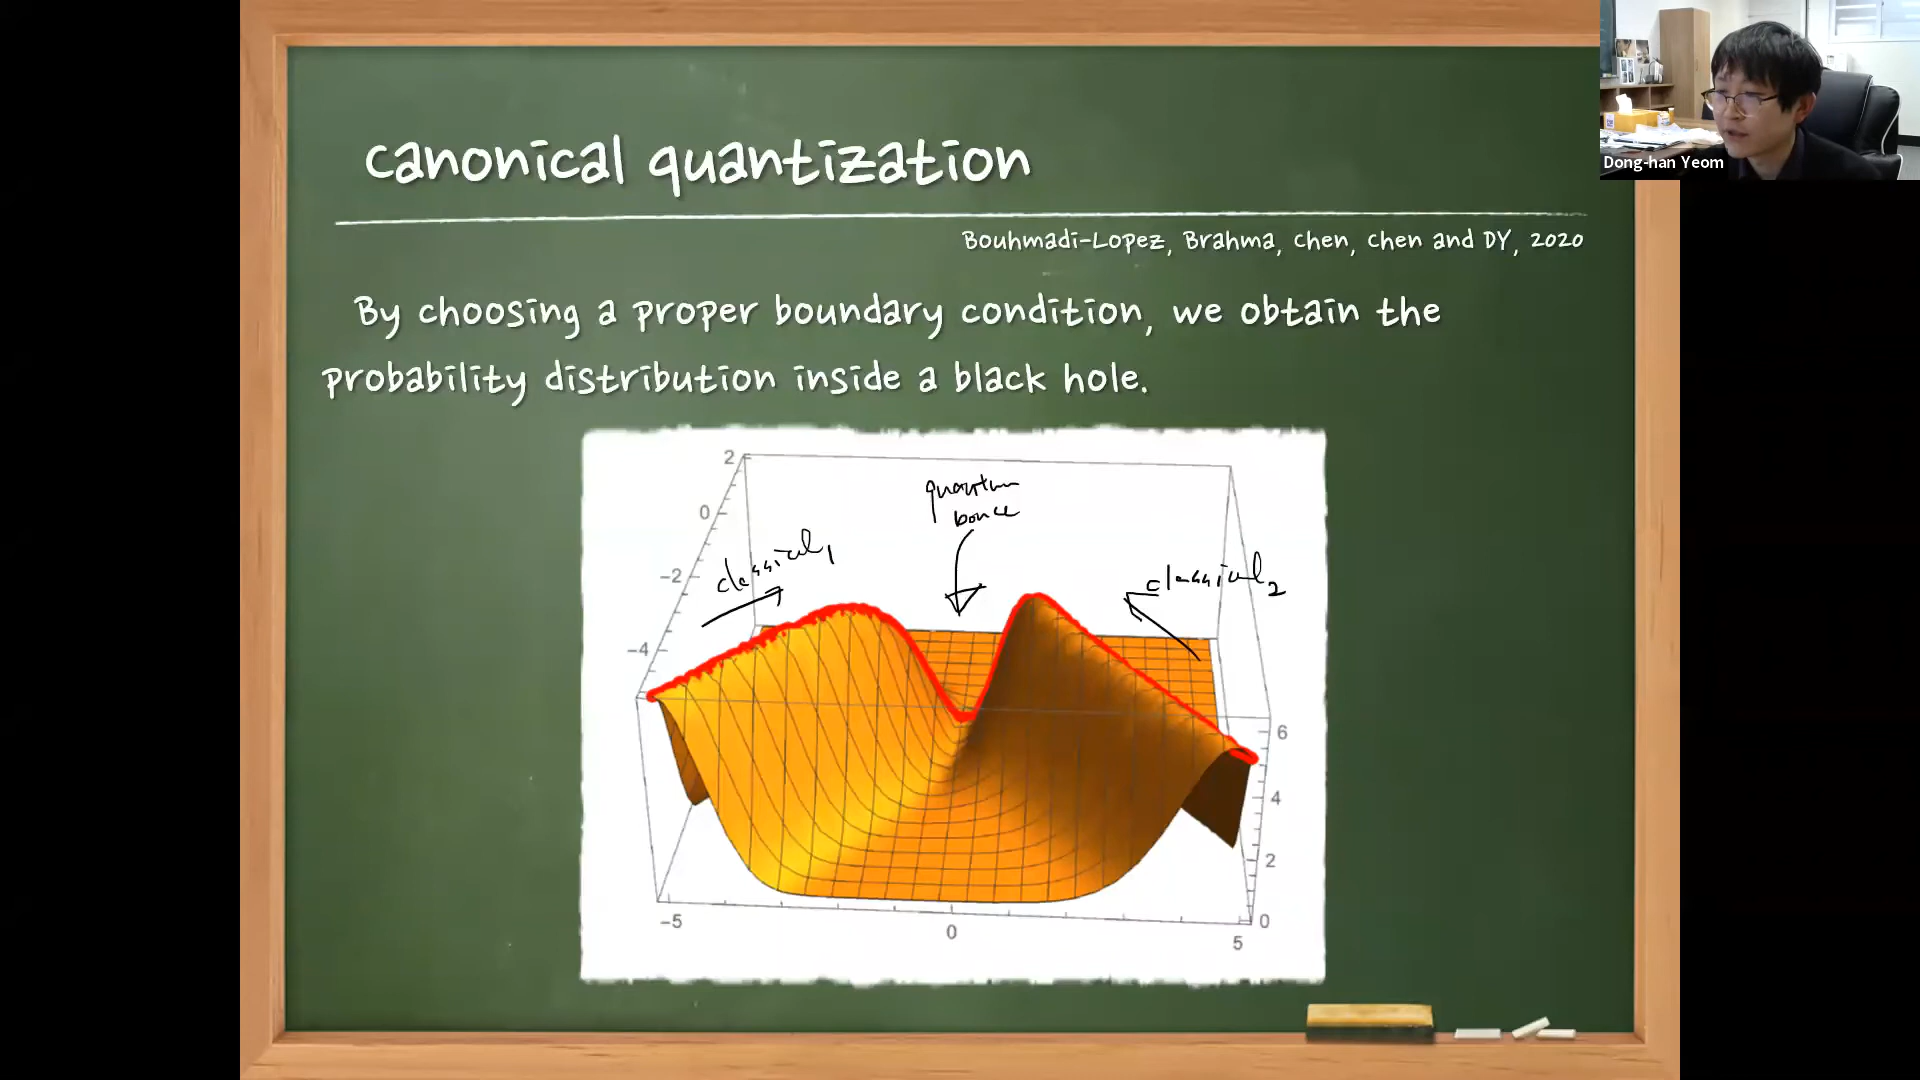 Dong-han Yeom
canonical quantization
Bouhmadi-Lopez, Brahma, Chen, Chen and DY, 2020
By choosing a proper boundary condition, we obtain the
probability distribution inside a black hole.
2
0
-2
-4
quantum
bounce
classical1
classical2
6
4
2
0
-5
0
5